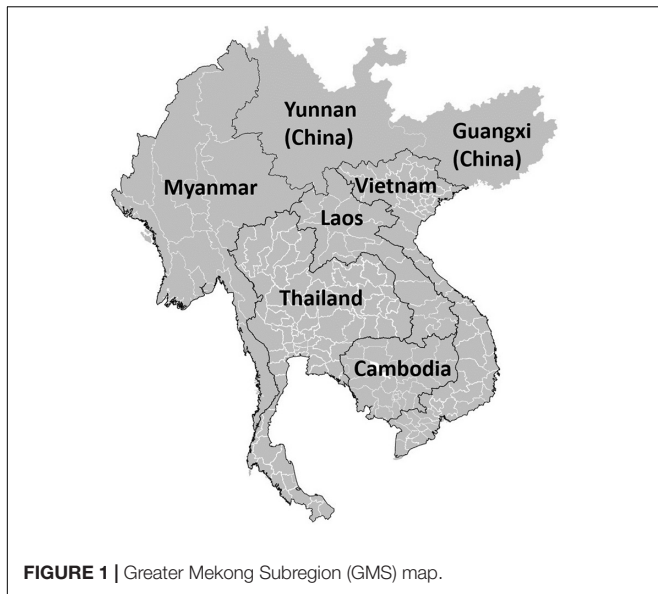 Yunnan
(China)
Guangxi
(China)
Myanmar
Vietnam
Laos
Thailand
Cambodia
FIGURE 1 | Greater Mekong Subregion (GMS) map.